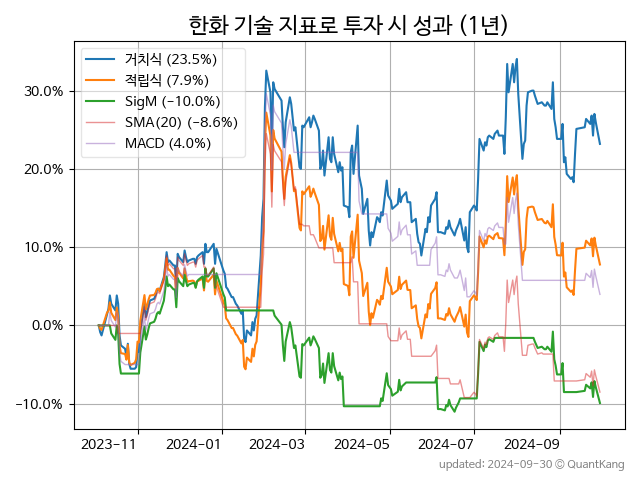 한화 기술 지표로 투자 시 성과 (1년)
거치식 (23.5%)
적립식 (7.9%)
SigM (−10.0%)
SMA(20) (−8.6%)
MACD (4.0%)
30.0%
20.0%
10.0%
0.0%
−10.0%
2023-11 2024-01 2024-03 2024-05 2024-07 2024-09
updated: 2024-09-30 © QuantKang